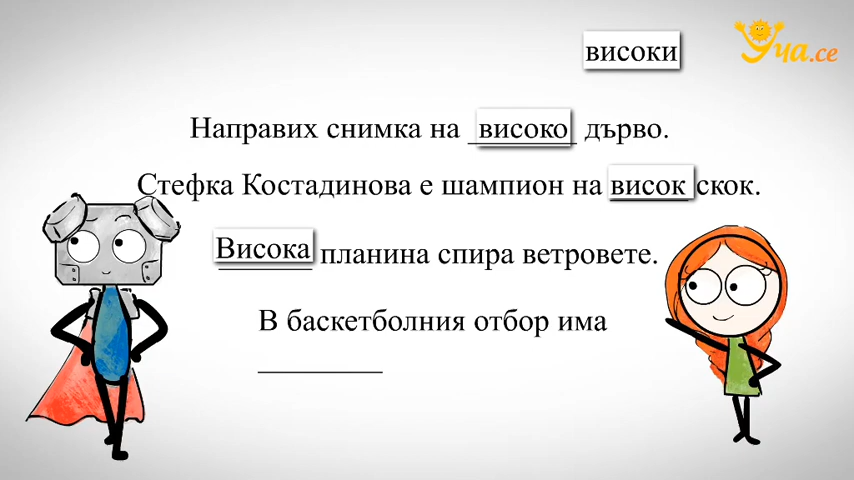 високи
Уча.се
Направих снимка на високо дърво.
Стефка Костадинова е шампион на висок скок.
Висока планина спира ветровете.
В баскетболния отбор има